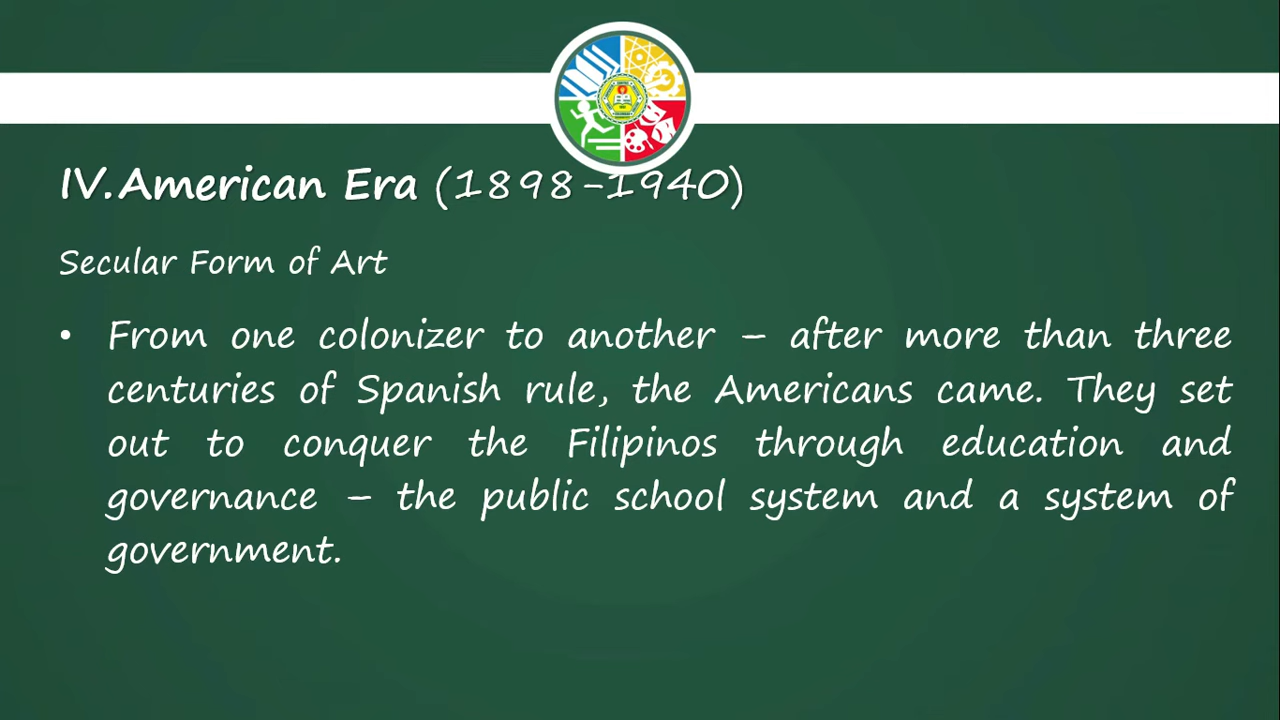 IV.American Era (1898-1940)
Secular Form of Art
• From one colonizer to another – after more than three
centuries of Spanish rule, the Americans came. They set
out to conquer the Filipinos through education and
governance – the public school system and a system of
government.